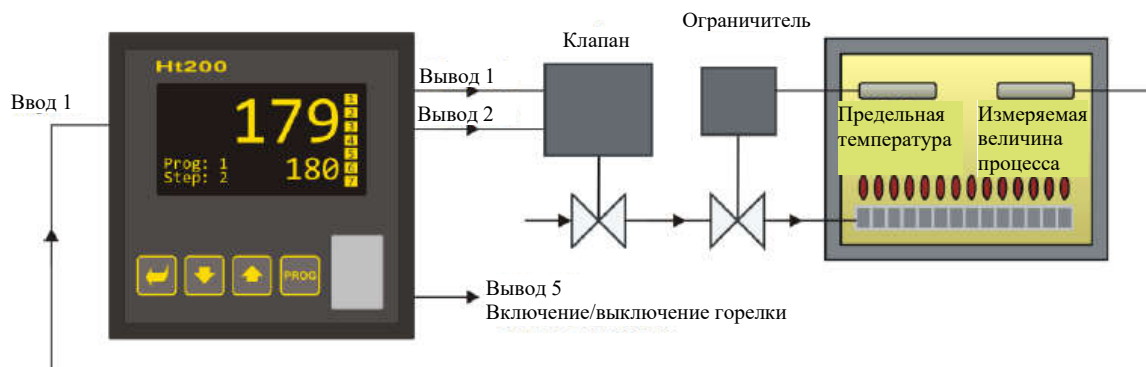 Ограничитель
Клапан
Ht200
Ввод 1
Вывод 1
Вывод 2
179
1
2
3
4
5
6
7
Prog: 1
Step: 2
180
Предельная
температура
Измеряемая
величина
процесса
PROG
Вывод 5
Включение/выключение горелки